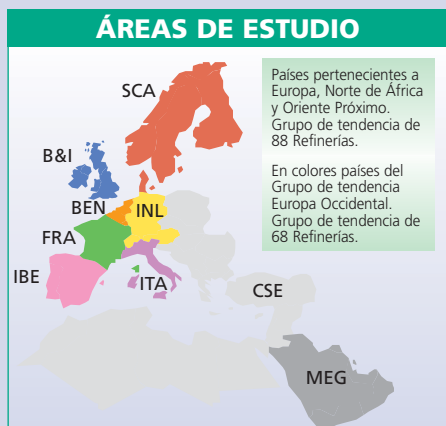 ÁREAS DE ESTUDIO
Países pertenecientes a
Europa, Norte de África
y Oriente Próximo.
Grupo de tendencia de
88 Refinerías.
En colores países del
Grupo de tendencia
Europa Occidental.
Grupo de tendencia de
68 Refinerías.
SCA
B&I
BEN
INL
FRA
IBE
ITA
CSE
MEG